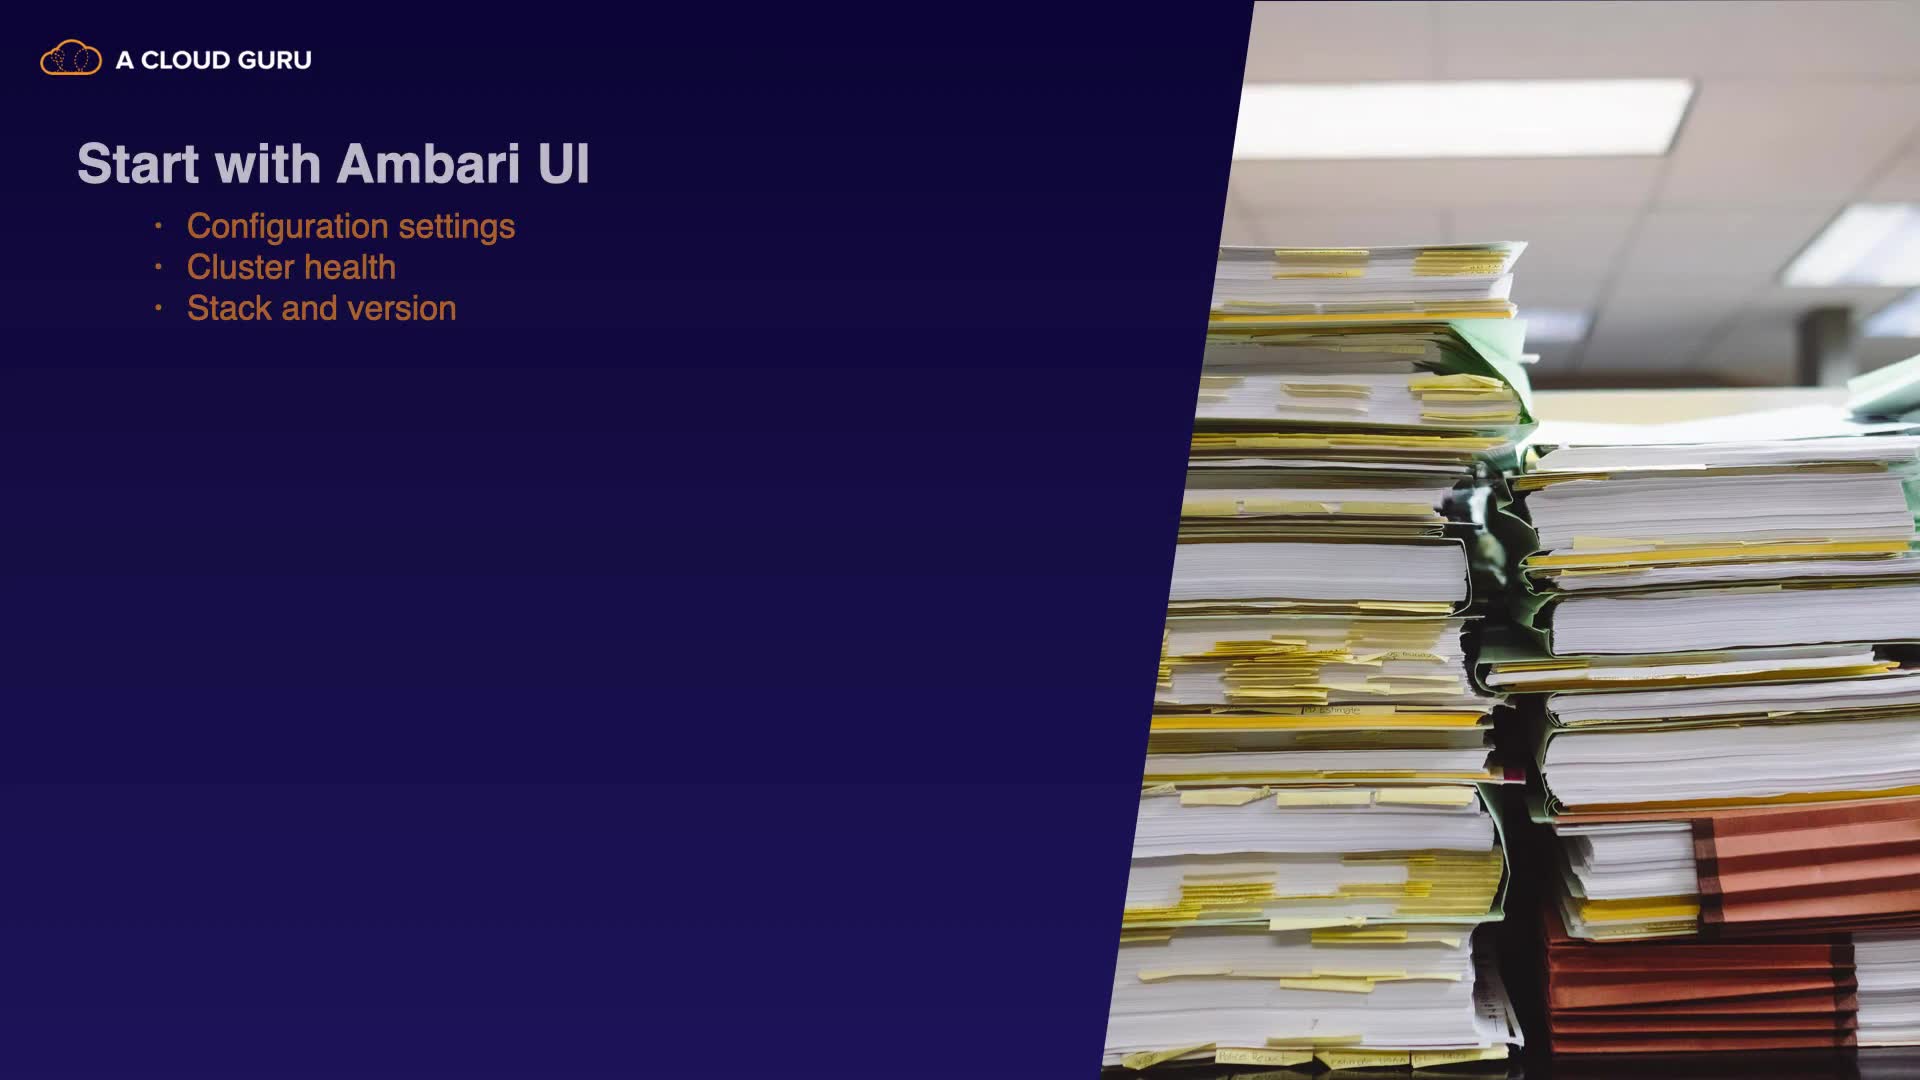 A CLOUD GURU
Start with Ambari UI
• Configuration settings
• Cluster health
• Stack and version